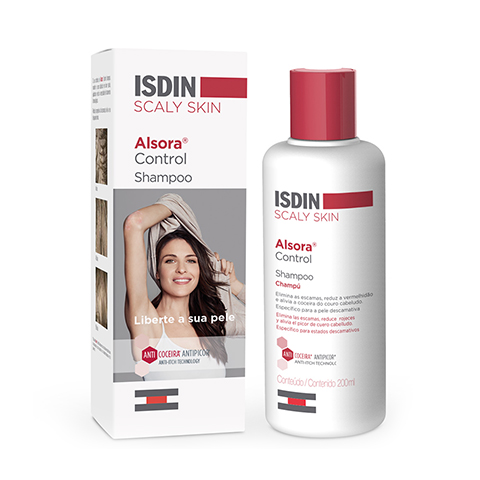 ISDIN
SCALY SKIN
Alsora®
Control
Shampoo
Liberte a sua pele
ANTI COCEIRA® ANTIPICOR®
ANTI-ITCH TECHNOLOGY
ISDIN
SCALY SKIN
Alsora®
Control
Shampoo
Champú
Elimina as escamas, reduz a vermelhidão
e alivia a coceira do couro cabeludo
Específico para a pele descamativa
Elimina las escamas, reduce rojeces
y alivia el picor de cuero cabelludo
Específico para estados descamativos
ANTI COCEIRA® ANTIPICOR®
ANTI-ITCH TECHNOLOGY
Conteúdo / Contenido 200ml